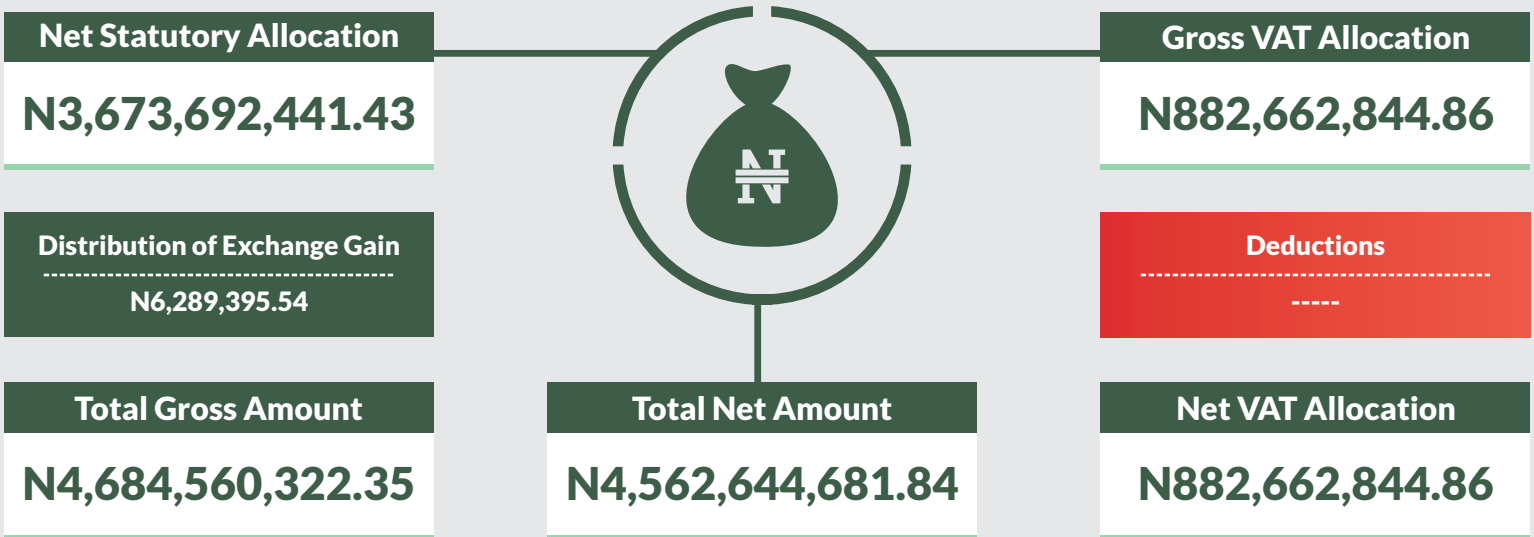 Net Statutory Allocation
N3,673,692,441.43
Gross VAT Allocation
N882,662,844.86
₦
Distribution of Exchange Gain
N6,289,395.54
Deductions
-----
Total Gross Amount
N4,684,560,322.35
Total Net Amount
N4,562,644,681.84
Net VAT Allocation
N882,662,844.86